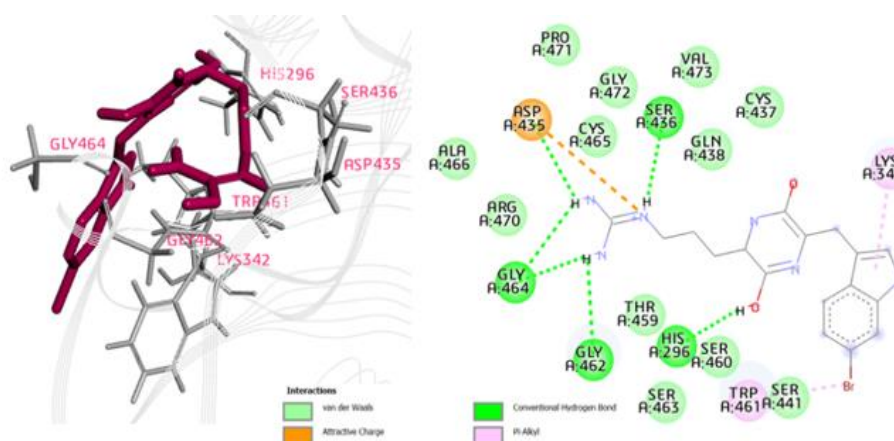 HIS296
SER436
GLY464
ASP435
LYS342
PRO
A:471
VAL
A:473
GLY
A:472
CYS
A:437
SER
A:436
ASP
A:435
CYS
A:465
GLN
A:438
ALA
A:466
LYS
A:34
ARG
A:470
O
H
H
N
N
N
N
GLY
A:464
H
N
H
O
THR
A:459
HIS
A:296
SER
A:460
GLY
A:462
Br
SER
A:463
TRP
A:461
SER
A:441
Interactions
van der Waals
Attractive Charge
Conventional Hydrogen Bond
Pi-Alkyl